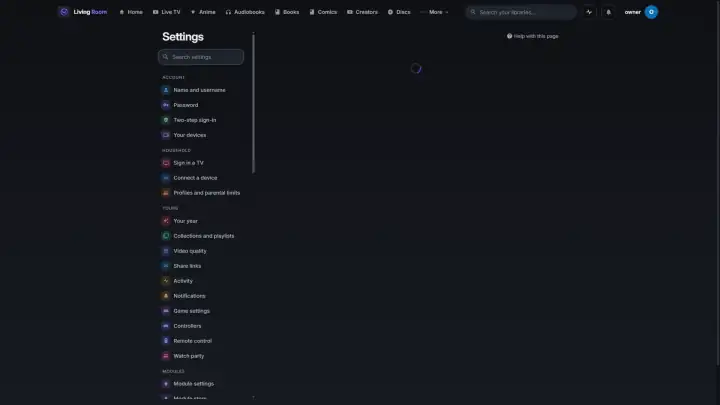 Living Room
Home
Live TV
Anime
Audiobooks
Books
Comics
Creators
Discs
More
Search your libraries...
owner
O
Settings
Help with this page
Search settings
ACCOUNT
Name and username
Password
Two-step sign-in
Your devices
HOUSEHOLD
Sign in a TV
Connect a device
Profiles and parental limits
YOURS
Your year
Collections and playlists
Video quality
Share links
Activity
Notifications
Game settings
Controllers
Remote control
Watch party
MODULES
Module settings
Module store